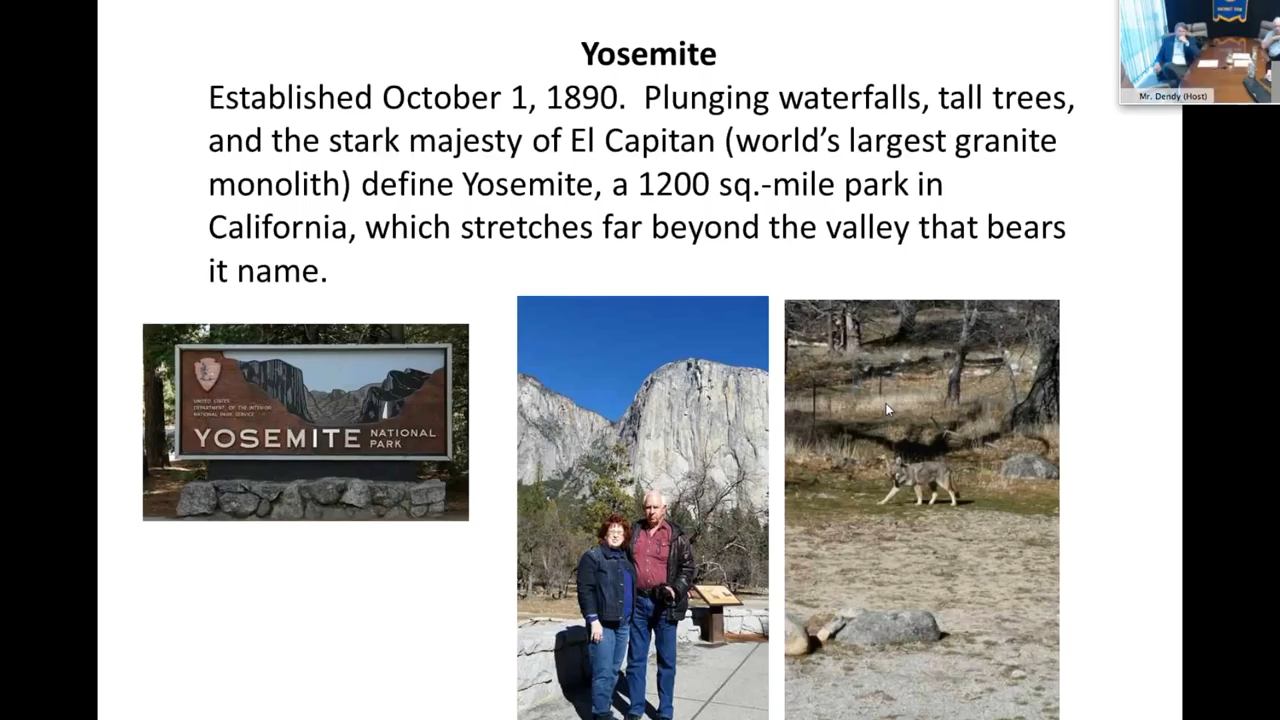 Yosemite
Established October 1, 1890.  Plunging waterfalls, tall trees,
and the stark majesty of El Capitan (world’s largest granite
monolith) define Yosemite, a 1200 sq.-mile park in
California, which stretches far beyond the valley that bears
it name.
UNITED STATES
DEPARTMENT OF THE INTERIOR
NATIONAL PARK SERVICE
YOSEMITE NATIONAL
PARK
Mr. Dendy (Host)